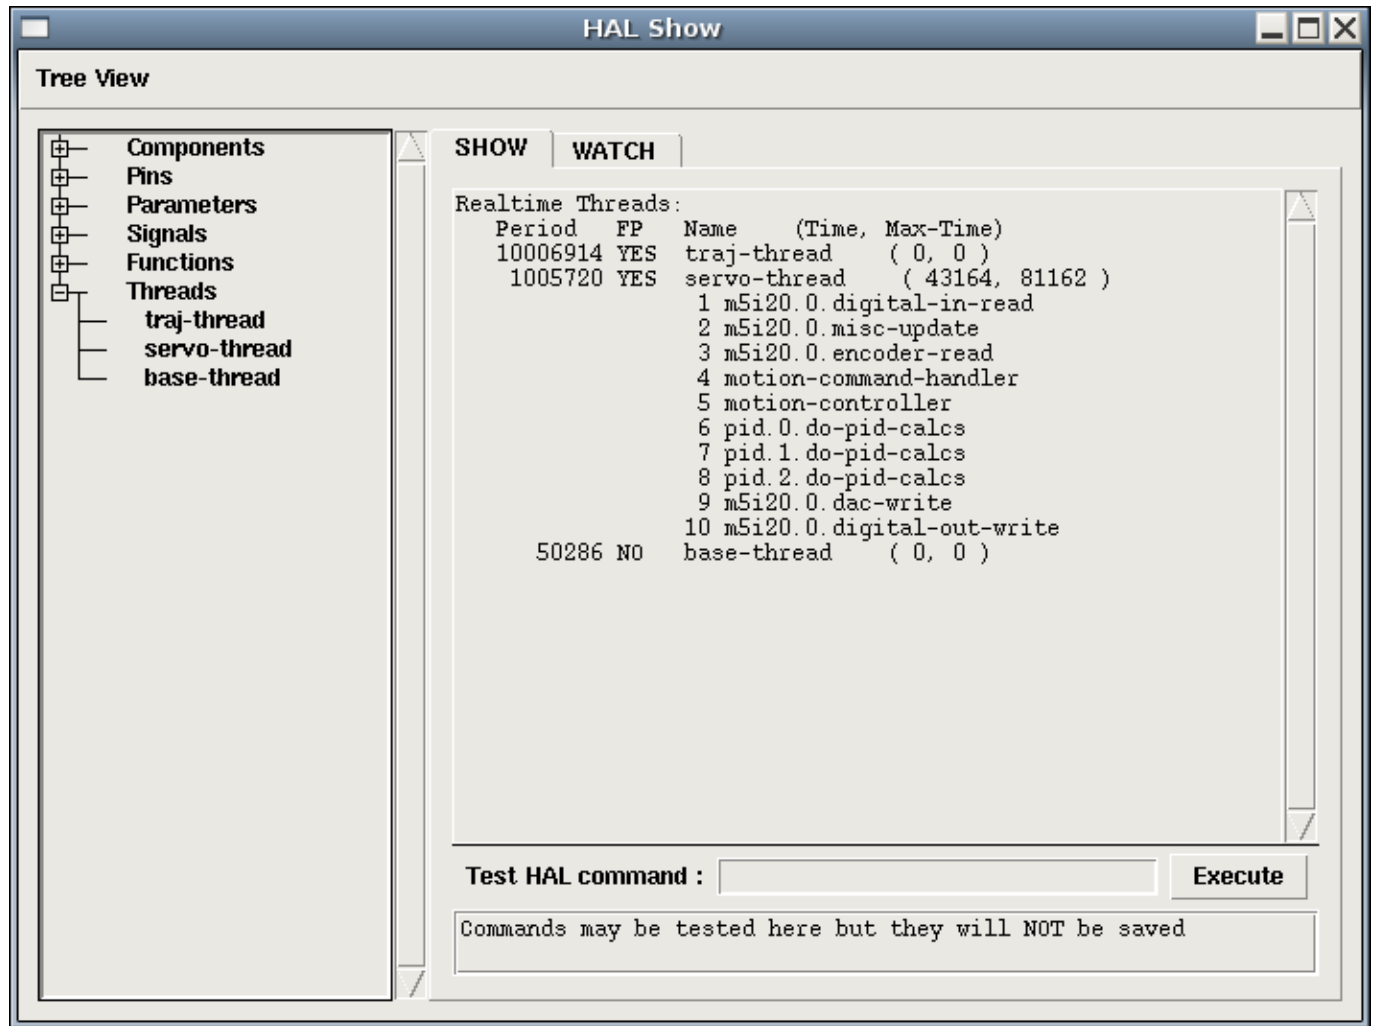 HAL Show
Tree View
Components
Pins
Parameters
Signals
Functions
Threads
traj-thread
servo-thread
base-thread
SHOW WATCH
Realtime Threads:
Period FP Name (Time, Max-Time)
10006914 YES traj-thread ( 0, 0 )
1005720 YES servo-thread ( 43164, 81162 )
1 m5i20.0.digital-in-read
2 m5i20.0.misc-update
3 m5i20.0.encoder-read
4 motion-command-handler
5 motion-controller
6 pid.0.do-pid-calcs
7 pid.1.do-pid-calcs
8 pid.2.do-pid-calcs
9 m5i20.0.dac-write
10 m5i20.0.digital-out-write
50286 NO base-thread ( 0, 0 )
Test HAL command :
Execute
Commands may be tested here but they will NOT be saved